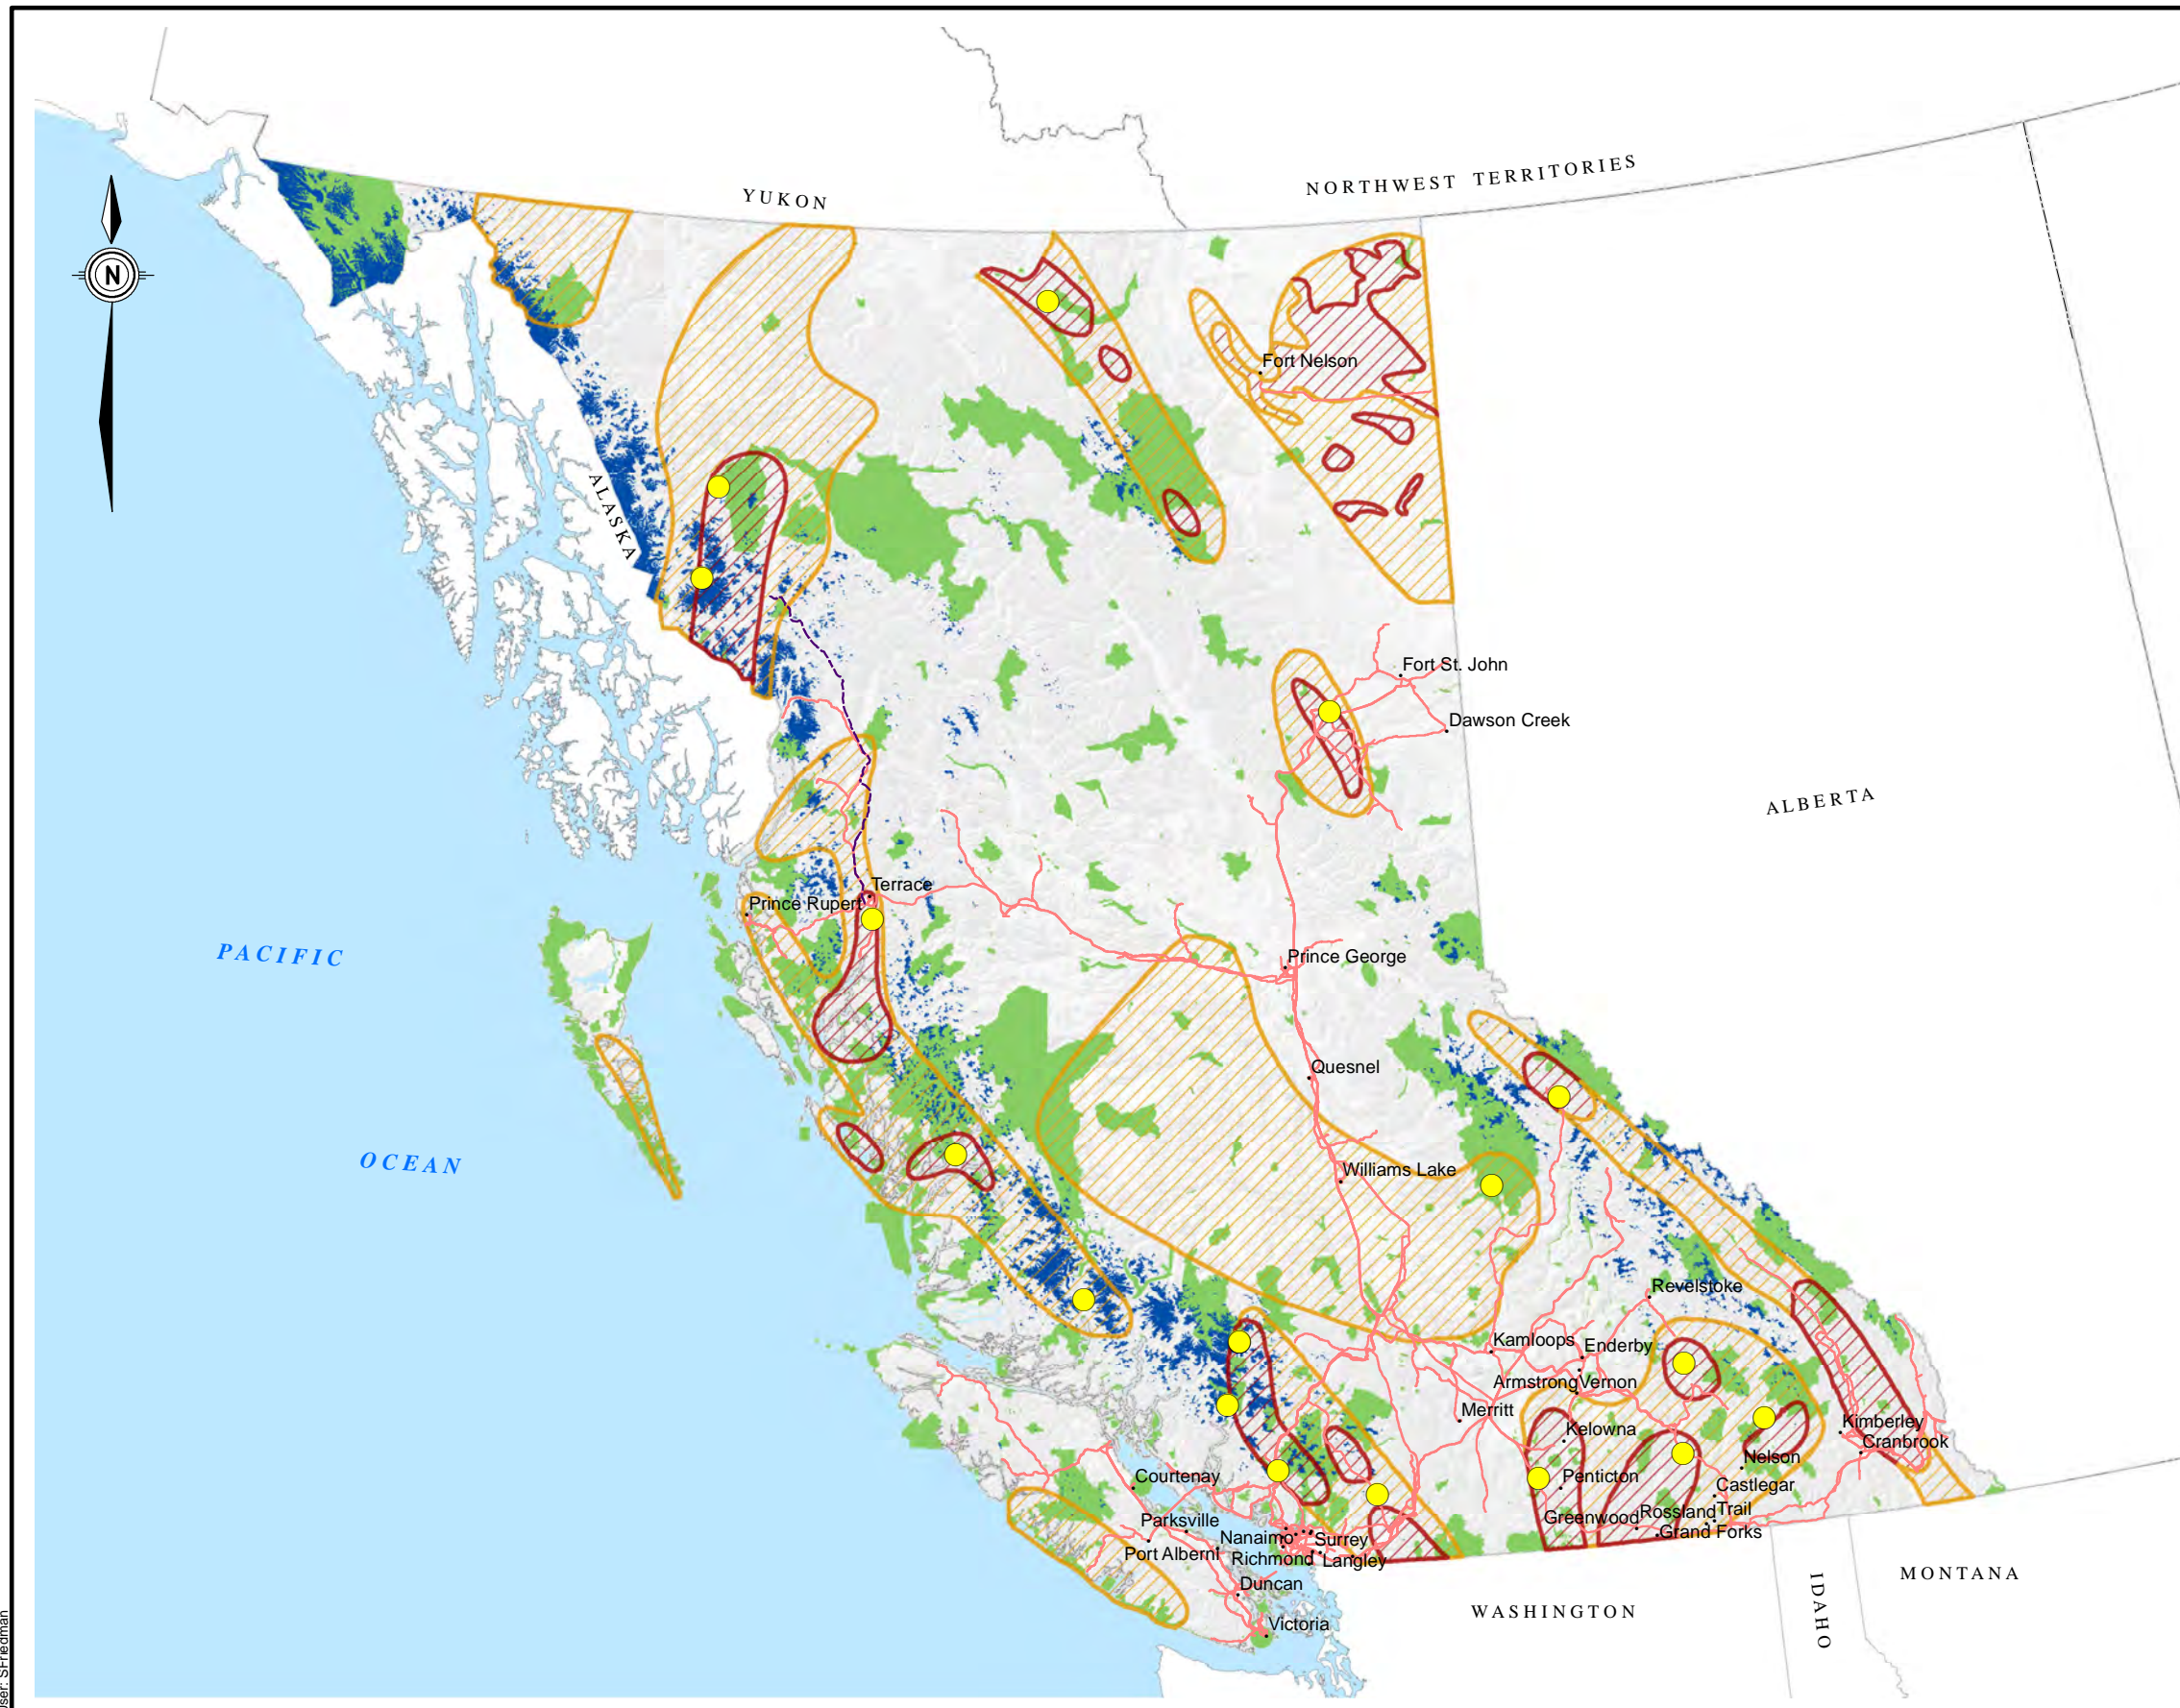 YUKON
NORTHWEST TERRITORIES
N
Fort Nelson
ALASKA
Fort St. John
Dawson Creek
ALBERTA
Terrace
Prince Rupert
PACIFIC
Prince George
Quesnel
OCEAN
Williams Lake
Revelstoke
Kamloops
Enderby
Armstrong
Vernon
Merritt
Kelowna
Kimberley
Cranbrook
Nelson
Courtenay
Penticton
Castlegar
Parksville
Greenwood
Rossland
Trail
Nanaimo
Surrey
Grand Forks
Port Alberni
Richmond
Langley
Duncan
MONTANA
WASHINGTON
IDAHO
Victoria
User: SFriedman